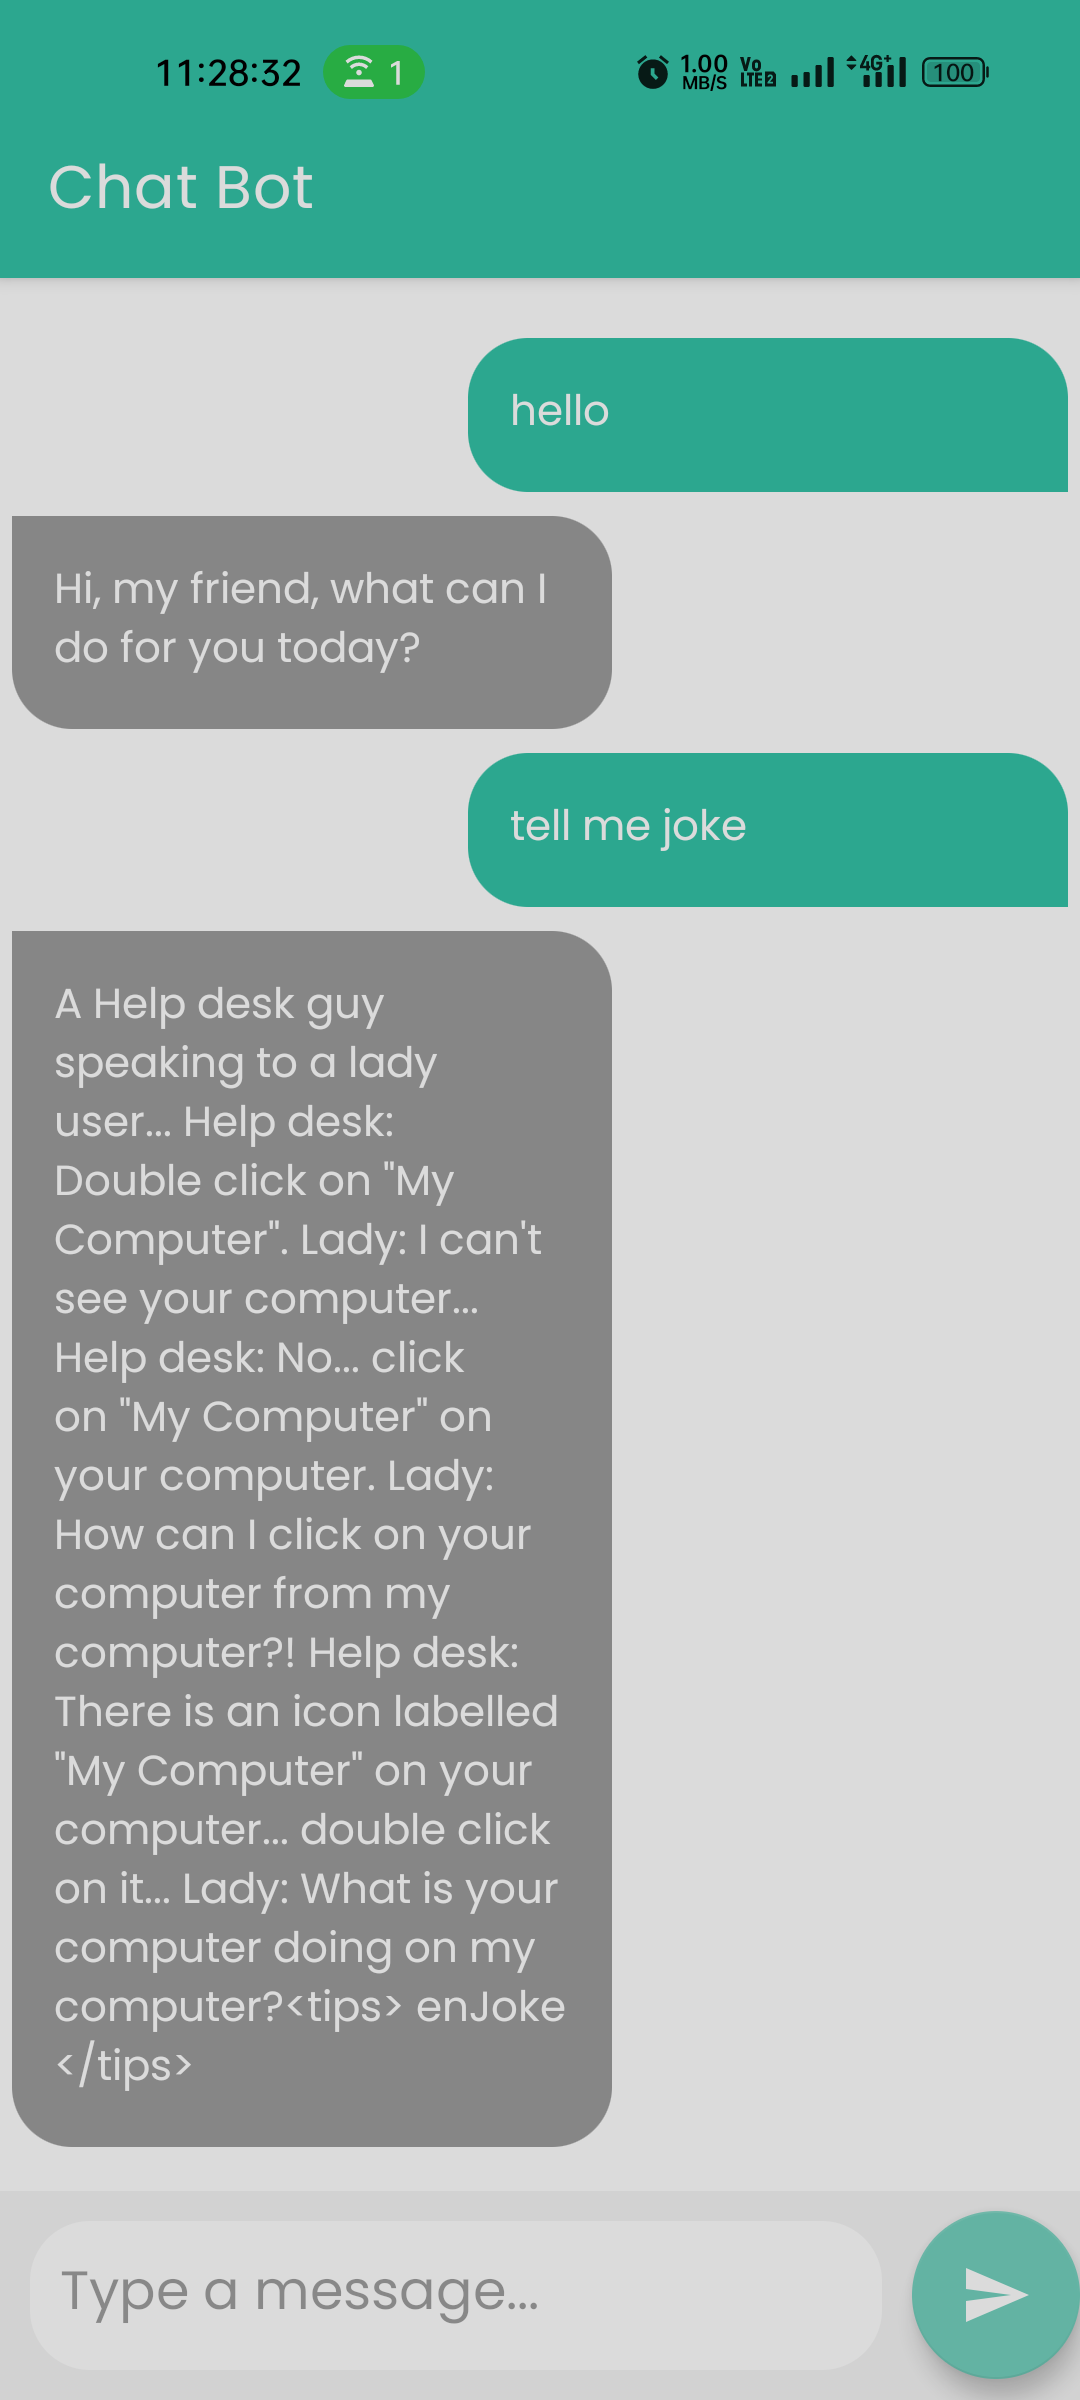 11:28:32 1 1.00 MB/S Vo LTE 2 4G+ 100
Chat Bot
hello
Hi, my friend, what can I
do for you today?
tell me joke
A Help desk guy
speaking to a lady
user... Help desk:
Double click on "My
Computer". Lady: I can't
see your computer...
Help desk: No... click
on "My Computer" on
your computer. Lady:
How can I click on your
computer from my
computer?! Help desk:
There is an icon labelled
"My Computer" on your
computer... double click
on it... Lady: What is your
computer doing on my
computer?<tips> enJoke
</tips>
Type a message...